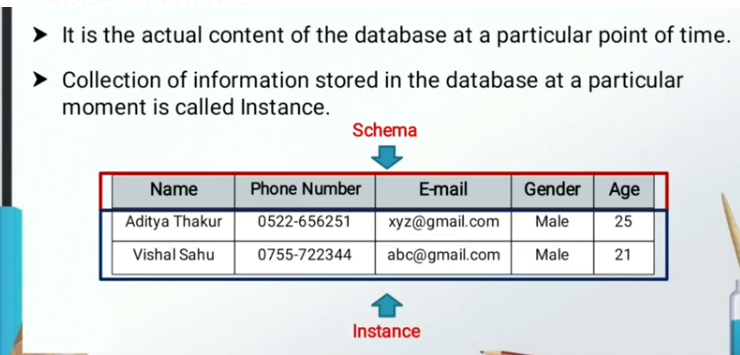 ➤ It is the actual content of the database at a particular point of time.
➤ Collection of information stored in the database at a particular
moment is called Instance.
Schema
Name Phone Number E-mail Gender Age
Aditya Thakur 0522-656251 xyz@gmail.com Male 25
Vishal Sahu 0755-722344 abc@gmail.com Male 21
Instance